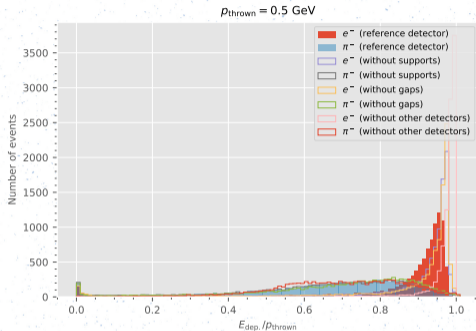 p_thrown = 0.5 GeV
e⁻ (reference detector)
π⁻ (reference detector)
e⁻ (without supports)
π⁻ (without supports)
e⁻ (without gaps)
π⁻ (without gaps)
e⁻ (without other detectors)
π⁻ (without other detectors)
Number of events
3500
3000
2500
2000
1500
1000
500
0
0.0 0.2 0.4 0.6 0.8 1.0
E_dep./p_thrown